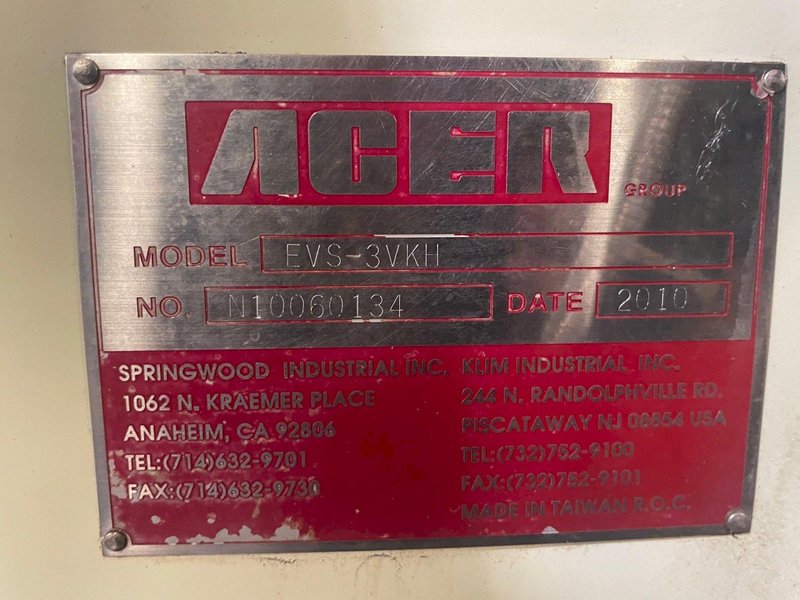 ACER GROUP
MODEL EVS-3VKH
NO. N10060134 DATE 2010
SPRINGWOOD INDUSTRIAL INC.
1062 N. KRAEMER PLACE
ANAHEIM, CA 92806
TEL:(714)632-9701
FAX:(714)632-9730
KLIM INDUSTRIAL INC.
244 N. RANDOLPHVILLE RD.
PISCATAWAY NJ 08854 USA
TEL:(732)752-9100
FAX:(732)752-9101
MADE IN TAIWAN R.O.C.